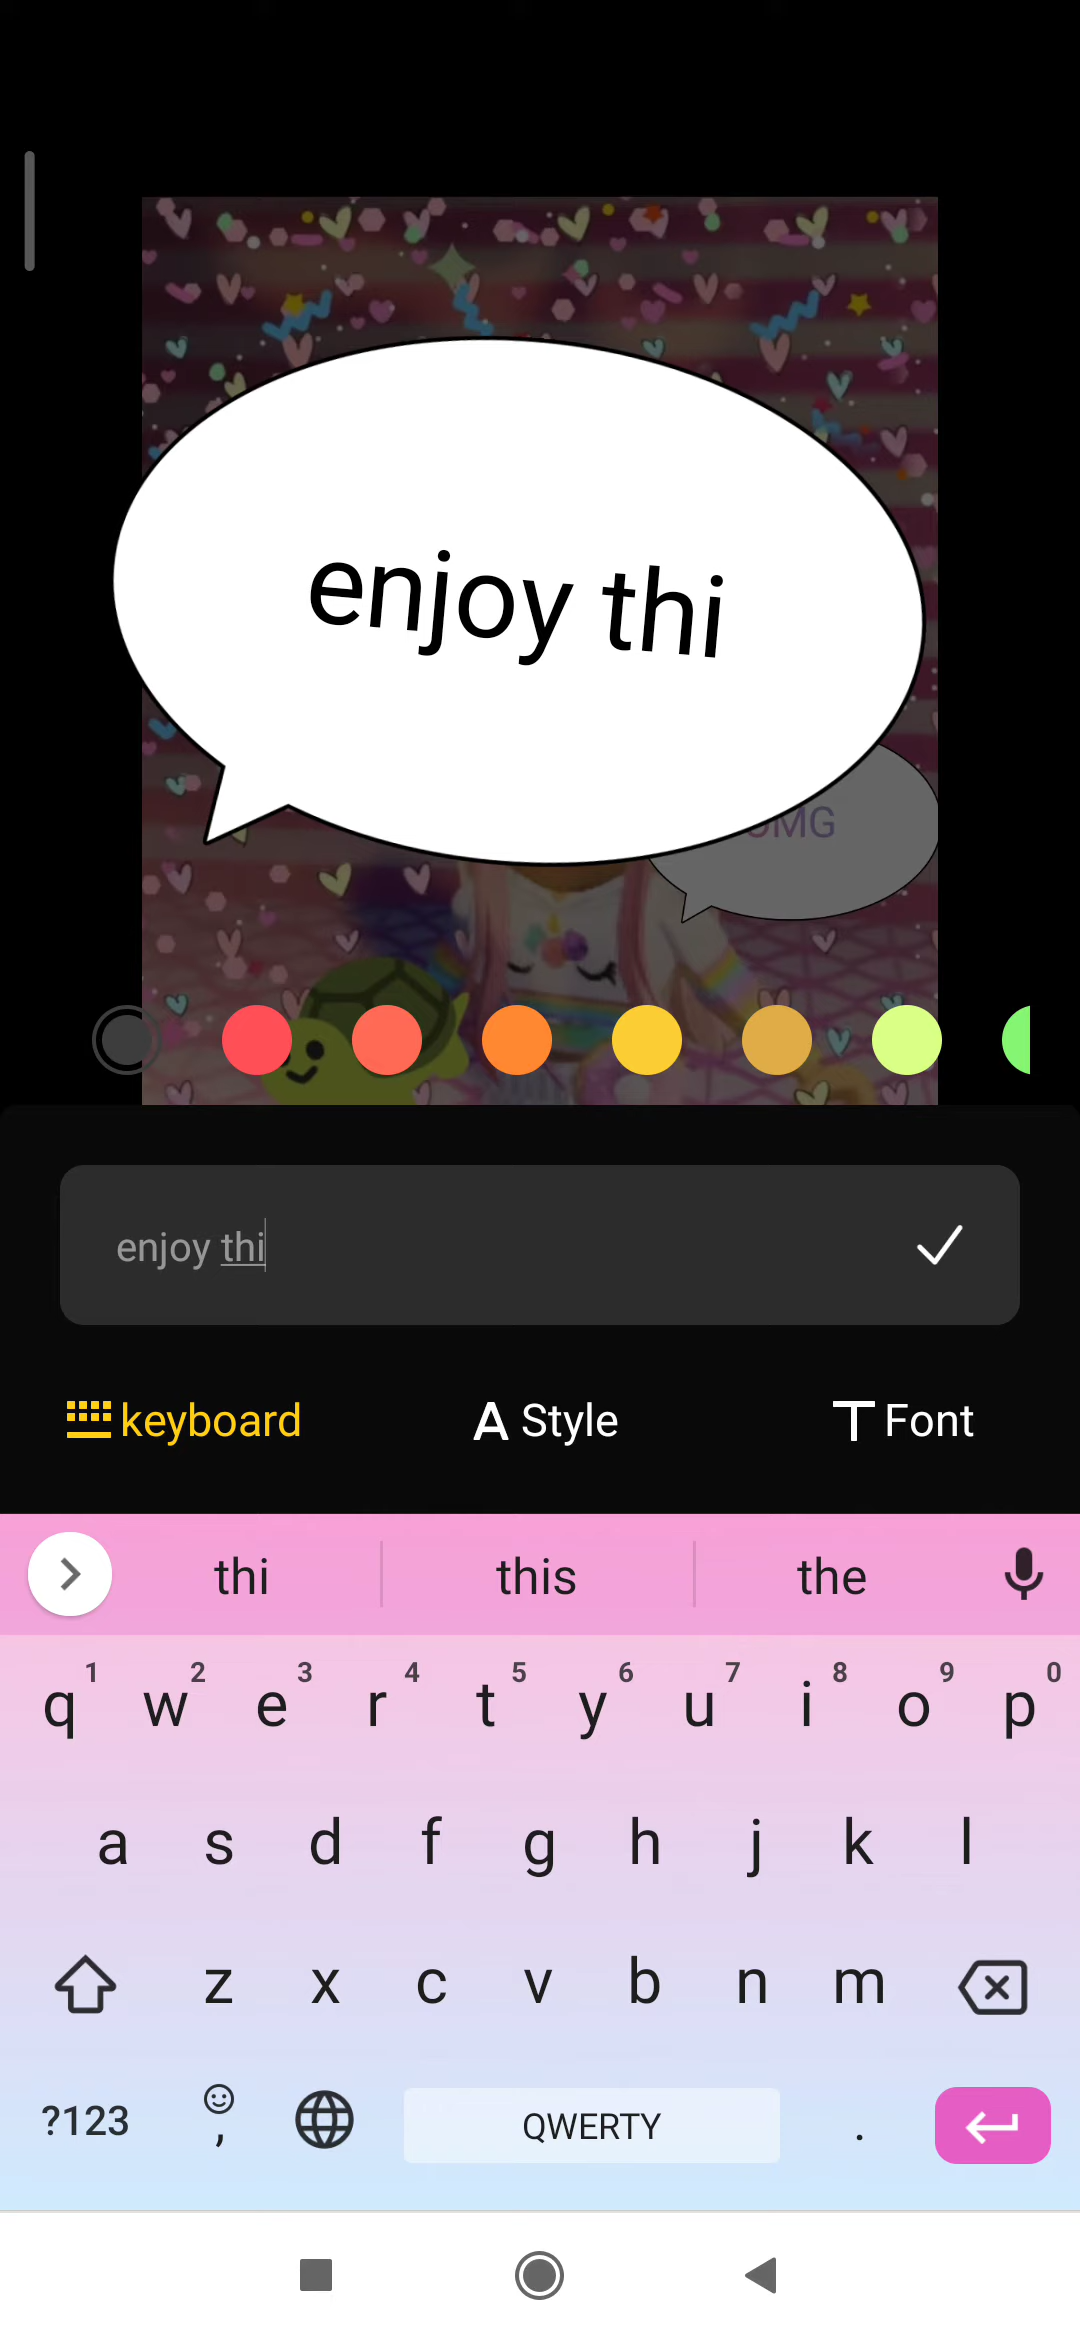 enjoy thi
OMG
enjoy thi
keyboard
A Style
T Font
thi
this
the
q 1 w 2 e 3 r 4 t 5 y 6 u 7 i 8 o 9 p 0
a s d f g h j k l
z x c v b n m
?123 , QWERTY .